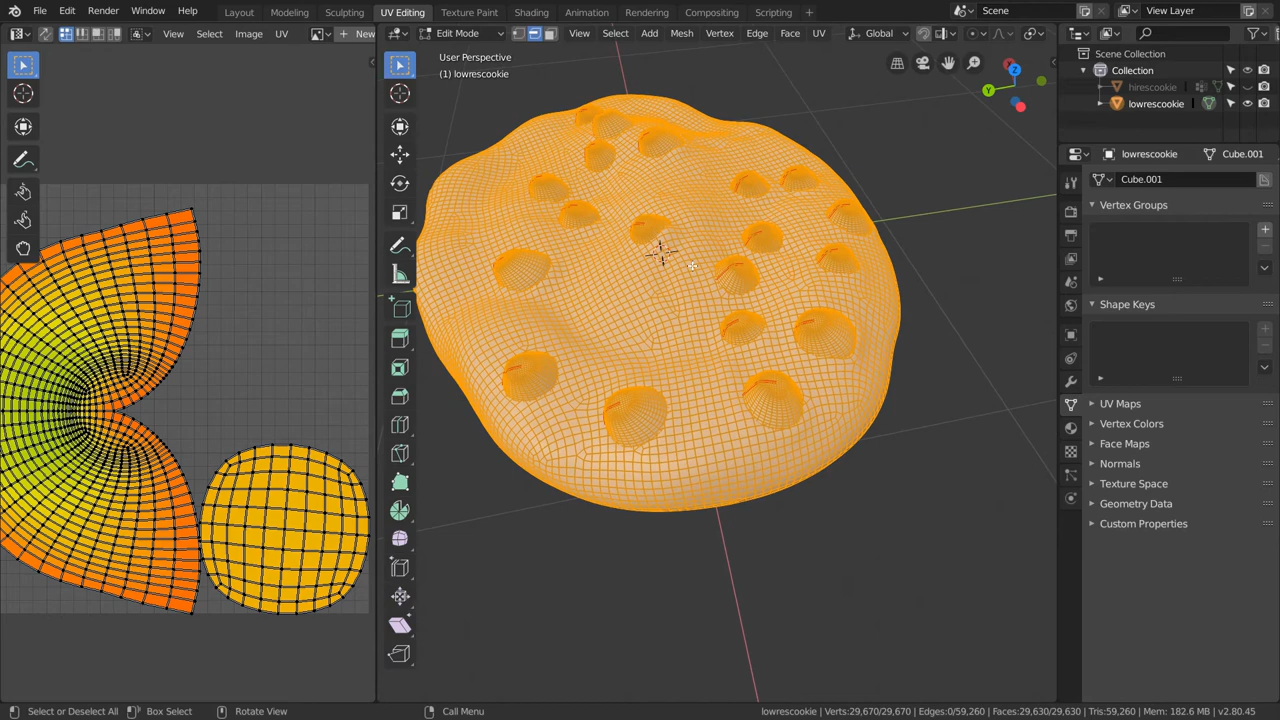 File Edit Render Window Help
Layout Modeling Sculpting UV Editing Texture Paint Shading Animation Rendering Compositing Scripting +
Scene
View Layer
View Select Image UV
New
Edit Mode
View Select Add Mesh Vertex Edge Face UV
Global
User Perspective
(1) lowrescookie
Z
Y
Scene Collection
Collection
hirescookie
lowrescookie
lowrescookie
Cube.001
Cube.001
Vertex Groups
Shape Keys
UV Maps
Vertex Colors
Face Maps
Normals
Texture Space
Geometry Data
Custom Properties
Select or Deselect All Box Select Rotate View Call Menu
lowrescookie | Verts:29,670/29,670 | Edges:0/59,260 | Faces:29,630/29,630 | Tris:59,260 | Mem: 182.6 MB | v2.80.45